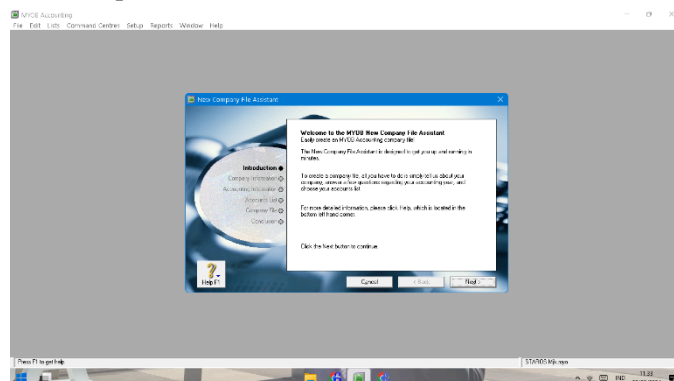 MYOB Accounting
File Edit Lists Command Centres Setup Reports Window Help
New Company File Assistant
Welcome to the MYOB New Company File Assistant
Easily create an MYOB Accounting company file!
The New Company File Assistant is designed to get you up and running in
minutes.
Introduction
To create a company file, all you have to do is simply tell us about your
Company Information
company, answer a few questions regarding your accounting year, and
Accounting Information
choose your accounts list.
Accounts List
Company File
For more detailed information, please click Help, which is located in the
bottom left hand corner.
Conclusion
Click the Next button to continue.
Help F1
Cancel
< Back
Next >
Press F1 to get help
IND
11.33